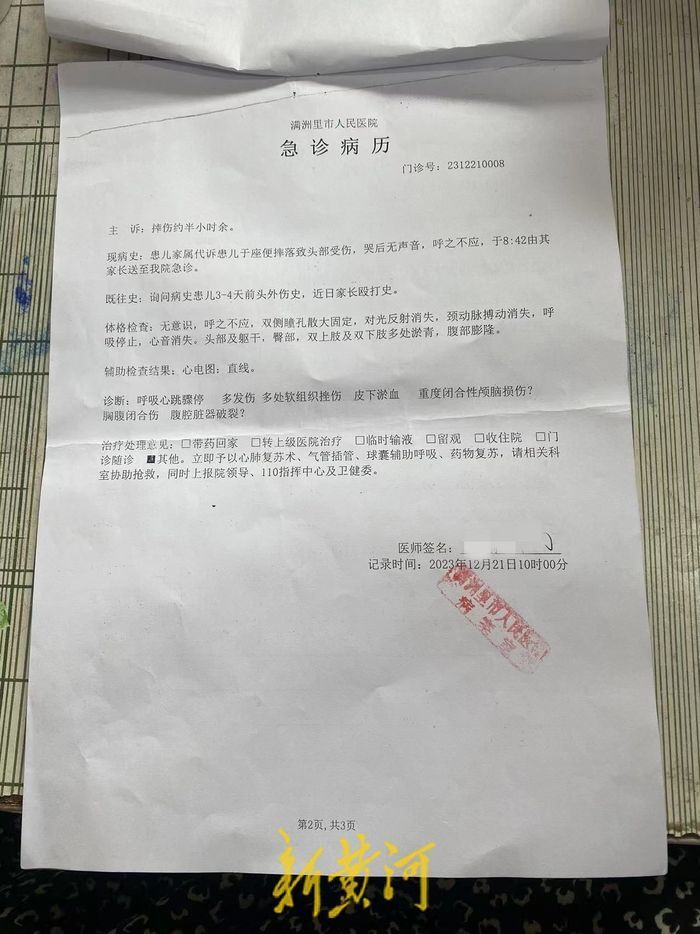 满洲里市人民医院
急诊病历
门诊号：2312210008
主　诉：摔伤约半小时余。
现病史：患儿家属代诉患儿于座便摔落致头部受伤，哭后无声音，呼之不应，于8:42由其
家长送至我院急诊。
既往史：询问病史患儿3-4天前头外伤史，近日家长殴打史。
体格检查：无意识，呼之不应，双侧瞳孔散大固定，对光反射消失，颈动脉搏动消失，呼
吸停止，心音消失。头部及躯干，臀部，双上肢及双下肢多处淤青，腹部膨隆。
辅助检查结果：心电图：直线。
诊断：呼吸心跳骤停　多发伤 多处软组织挫伤　皮下淤血　重度闭合性颅脑损伤？
胸腹闭合伤　腹腔脏器破裂？
治疗处理意见：□带药回家　□转上级医院治疗　□临时输液　□留观　□收住院　□门
诊随诊　■其他。立即予以心肺复苏术、气管插管、球囊辅助呼吸、药物复苏，请相关科
室协助抢救，同时上报院领导、110指挥中心及卫健委。
医师签名：
记录时间：2023年12月21日10时00分
满洲里市人民医院
病案室
第2页,共3页
新黄河